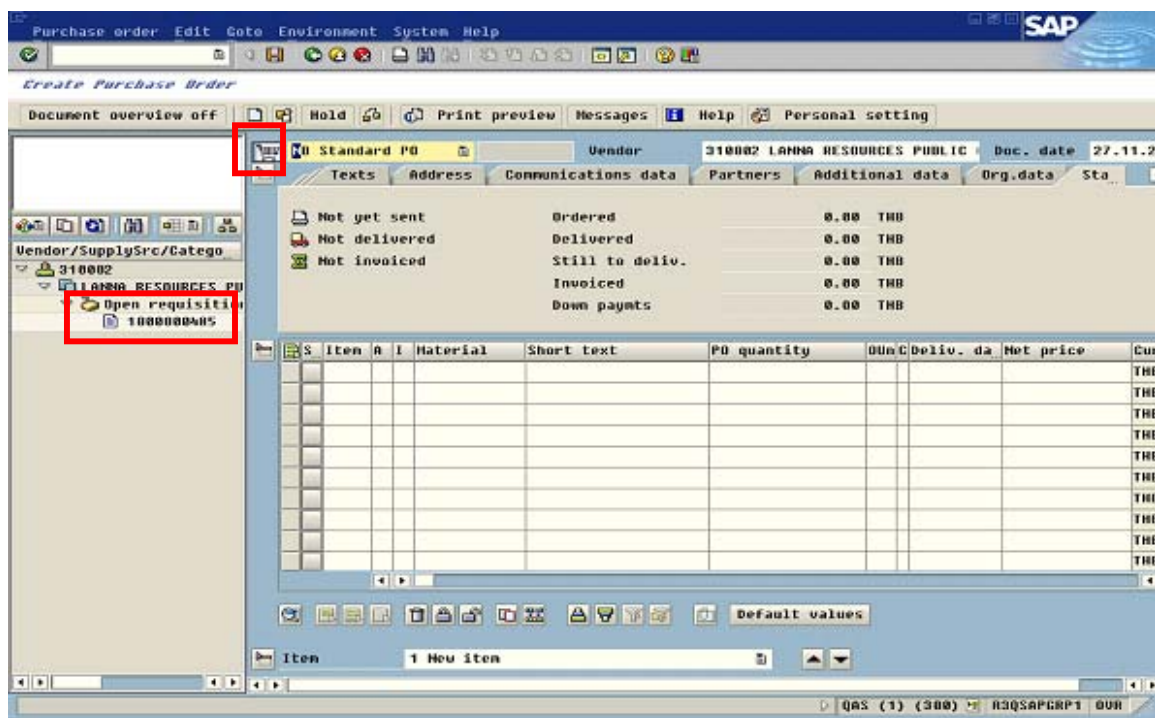 Purchase order Edit Goto Environment System Help
SAP
Create Purchase Order
Document overview off Hold Print preview Messages Help Personal setting
Standard PO Vendor 310002 LANNA RESOURCES PUBLIC Doc. date 27.11.2
Texts Address Communications data Partners Additional data Org.data Sta
Not yet sent Ordered 0.00 THB
Not delivered Delivered 0.00 THB
Not invoiced Still to deliv. 0.00 THB
Invoiced 0.00 THB
Down paymts 0.00 THB
Vendor/SupplySrc/Catego
310002
LANNA RESOURCES PU
Open requisition
1000000485
S Item A I Material Short text PO quantity OUn C Deliv. da Net price Cur
THB
THB
THB
THB
THB
THB
THB
THB
THB
THB
Default values
Item 1 New item
QAS (1) (300) R3QSAPGRP1 OVR